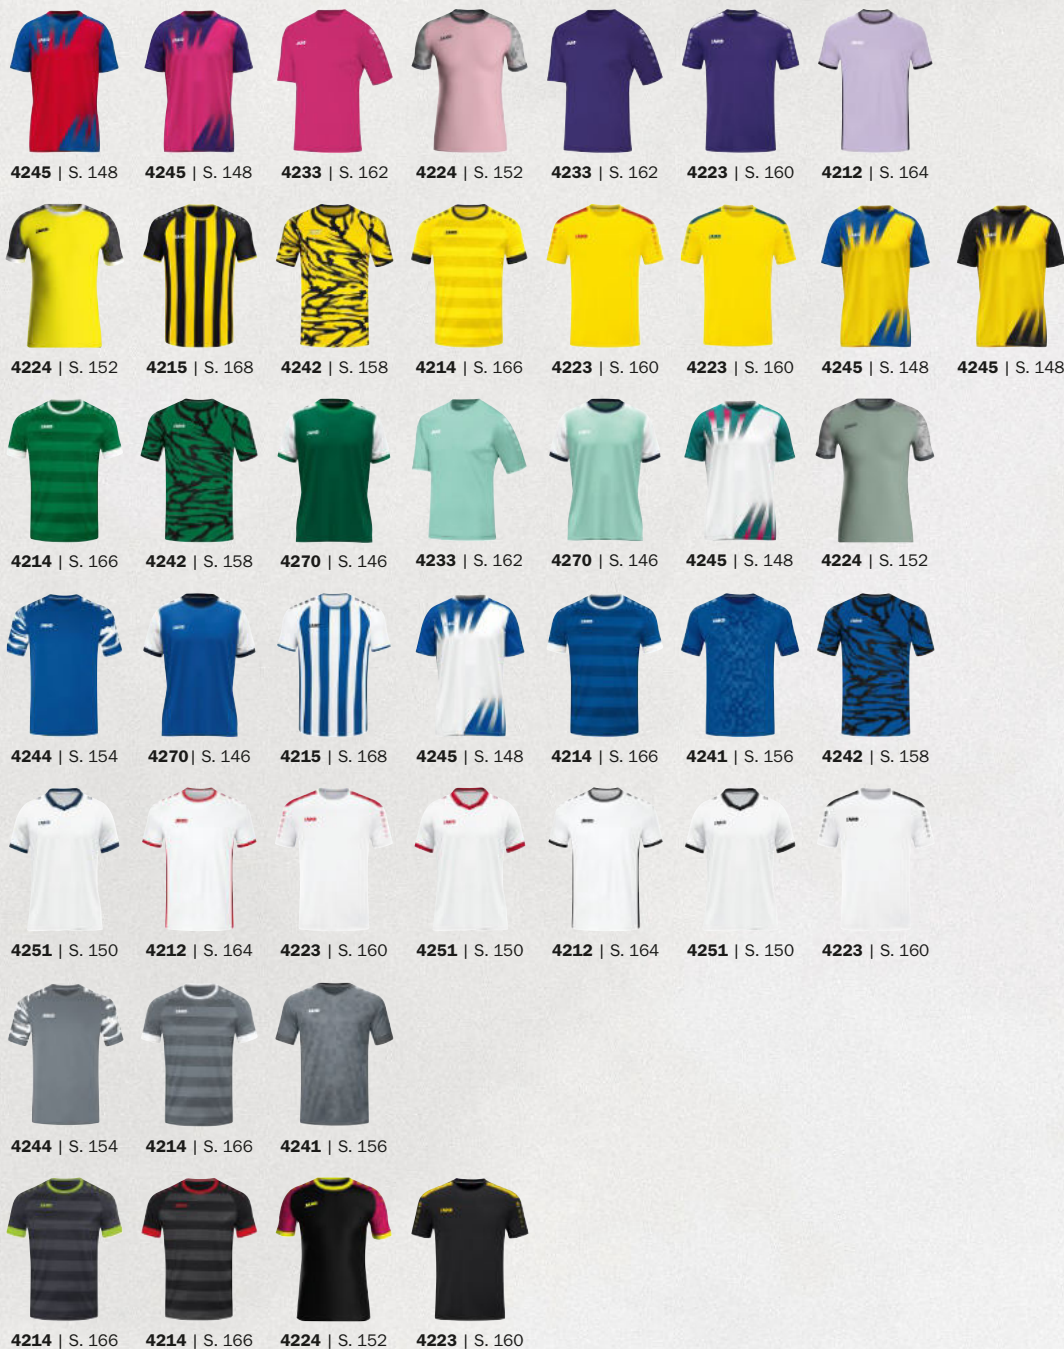 4245 | S. 148 4245 | S. 148 4233 | S. 162 4224 | S. 152 4233 | S. 162 4223 | S. 160 4212 | S. 164
4224 | S. 152 4215 | S. 168 4242 | S. 158 4214 | S. 166 4223 | S. 160 4223 | S. 160 4245 | S. 148 4245 | S. 148
4214 | S. 166 4242 | S. 158 4270 | S. 146 4233 | S. 162 4270 | S. 146 4245 | S. 148 4224 | S. 152
4244 | S. 154 4270| S. 146 4215 | S. 168 4245 | S. 148 4214 | S. 166 4241 | S. 156 4242 | S. 158
4251 | S. 150 4212 | S. 164 4223 | S. 160 4251 | S. 150 4212 | S. 164 4251 | S. 150 4223 | S. 160
4244 | S. 154 4214 | S. 166 4241 | S. 156
4214 | S. 166 4214 | S. 166 4224 | S. 152 4223 | S. 160